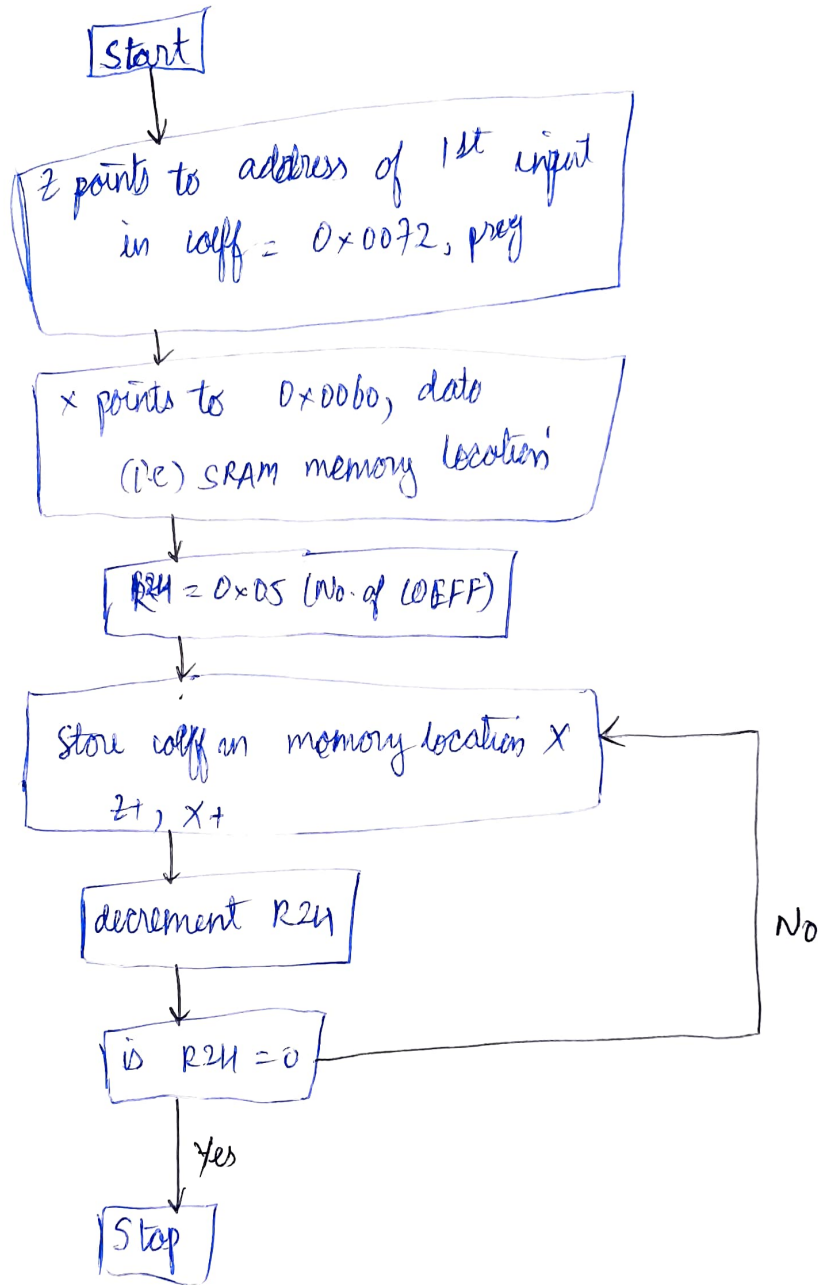 Start
Z points to address of 1st input
in coeff = 0x0072, prog
X points to 0x0060, data
(i.e) SRAM memory location
R24 = 0x05 (No. of COEFF)
Store coeff in memory location X
Z+, X+
decrement R24
is R24 = 0
No
Yes
Stop